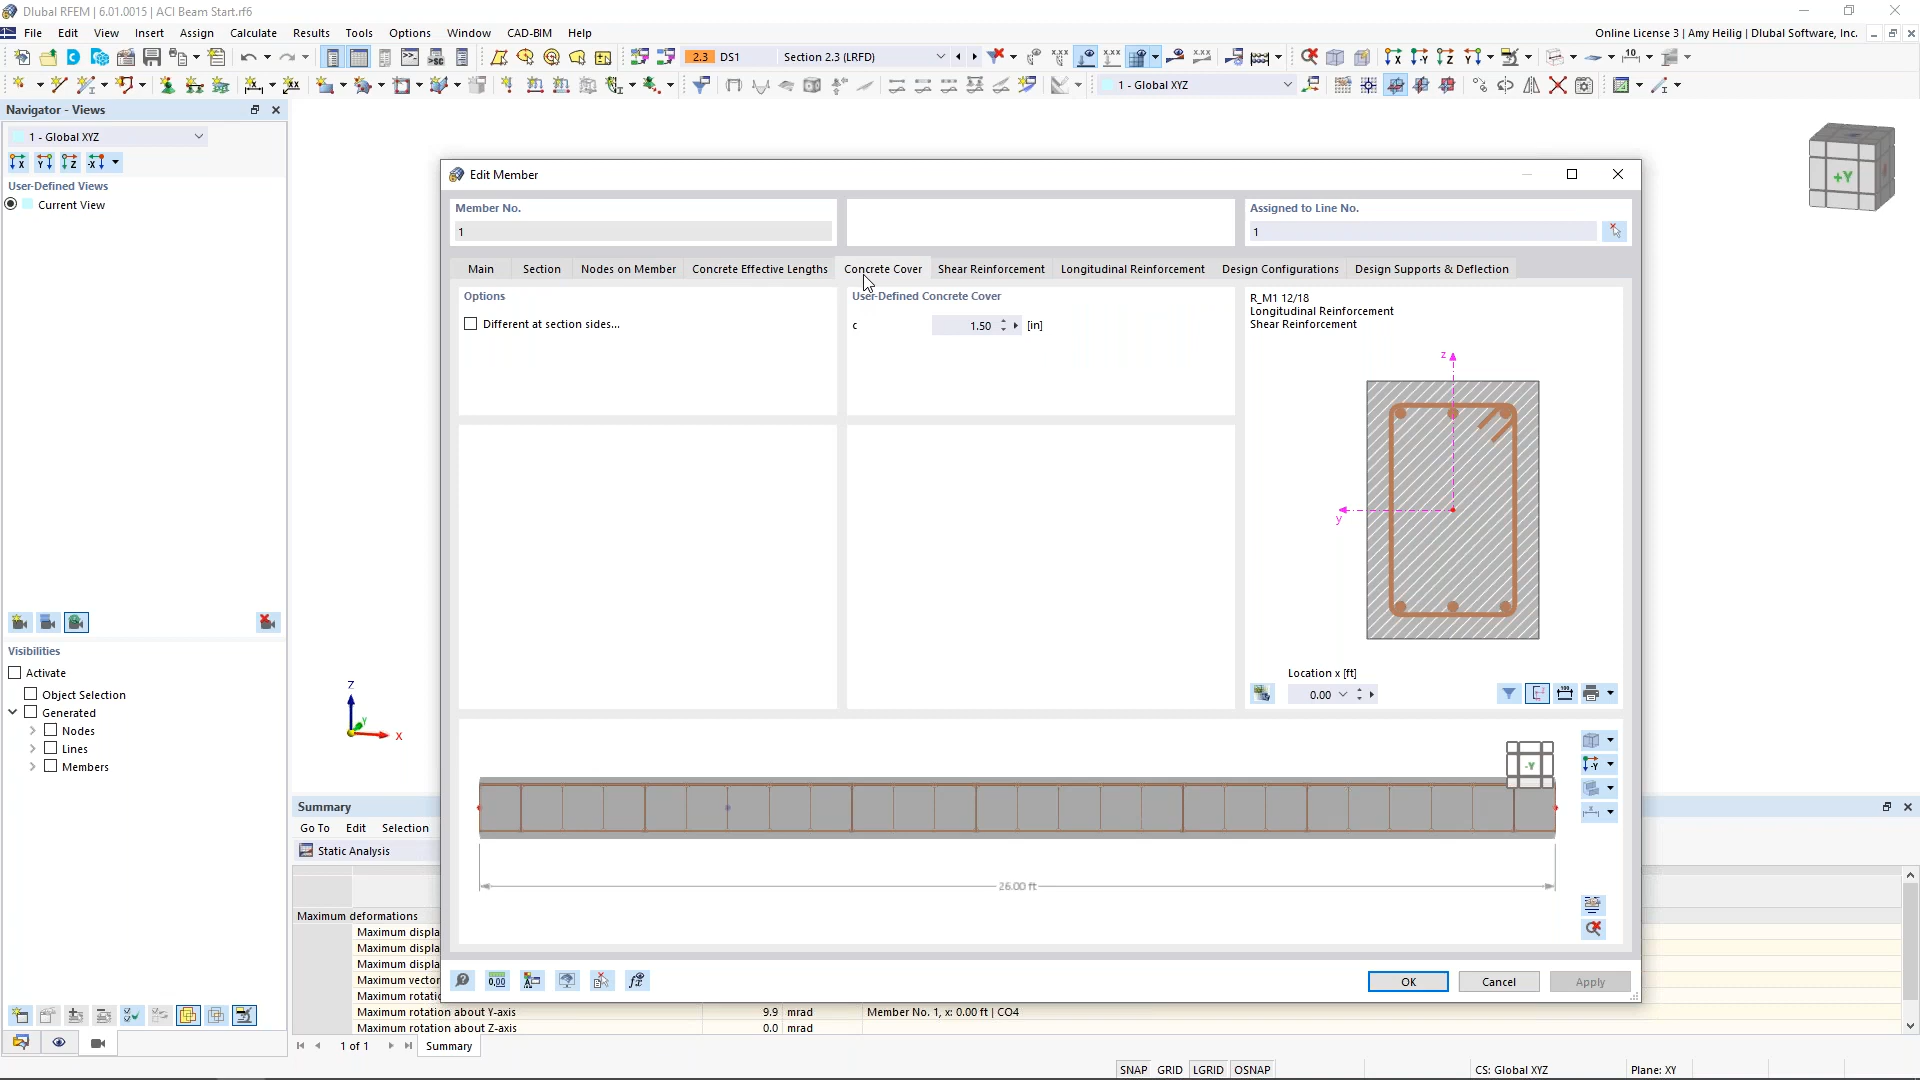 Dlubal RFEM | 6.01.0015 | ACI Beam Start.rf6
File Edit View Insert Assign Calculate Results Tools Options Window CAD-BIM Help
Online License 3 | Amy Heilig | Dlubal Software, Inc.
2.3 DS1 Section 2.3 (LRFD)
1 - Global XYZ
Navigator - Views
1 - Global XYZ
User-Defined Views
Current View
+Y
Edit Member
Member No.
1
Assigned to Line No.
1
Main Section Nodes on Member Concrete Effective Lengths Concrete Cover Shear Reinforcement Longitudinal Reinforcement Design Configurations Design Supports & Deflection
Options
Different at section sides...
User-Defined Concrete Cover
c 1.50 [in]
R_M1 12/18
Longitudinal Reinforcement
Shear Reinforcement
z
y
Location x [ft]
0.00
-Y
26.00 ft
OK Cancel Apply
Visibilities
Activate
Object Selection
Generated
Nodes
Lines
Members
Z
Y
X
Summary
Go To Edit Selection
Static Analysis
Maximum deformations
Maximum displa
Maximum displa
Maximum displa
Maximum vector
Maximum rotatic
Maximum rotation about Y-axis 9.9 mrad Member No. 1, x: 0.00 ft | CO4
Maximum rotation about Z-axis 0.0 mrad
1 of 1 Summary
SNAP GRID LGRID OSNAP CS: Global XYZ Plane: XY